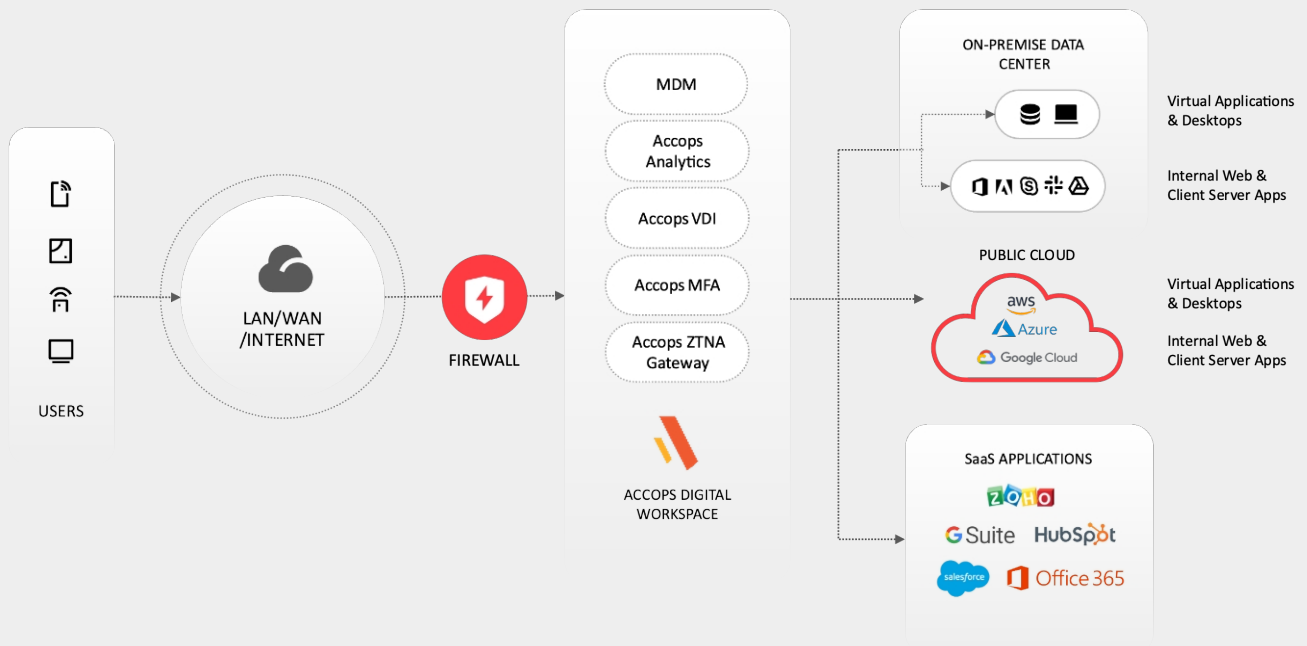 USERS
LAN/WAN
/INTERNET
FIREWALL
MDM
Accops
Analytics
Accops VDI
Accops MFA
Accops ZTNA
Gateway
ACCOPS DIGITAL
WORKSPACE
ON-PREMISE DATA
CENTER
Virtual Applications
& Desktops
Internal Web &
Client Server Apps
PUBLIC CLOUD
aws
Azure
Google Cloud
Virtual Applications
& Desktops
Internal Web &
Client Server Apps
SaaS APPLICATIONS
ZOHO
G Suite
HubSpot
salesforce
Office 365